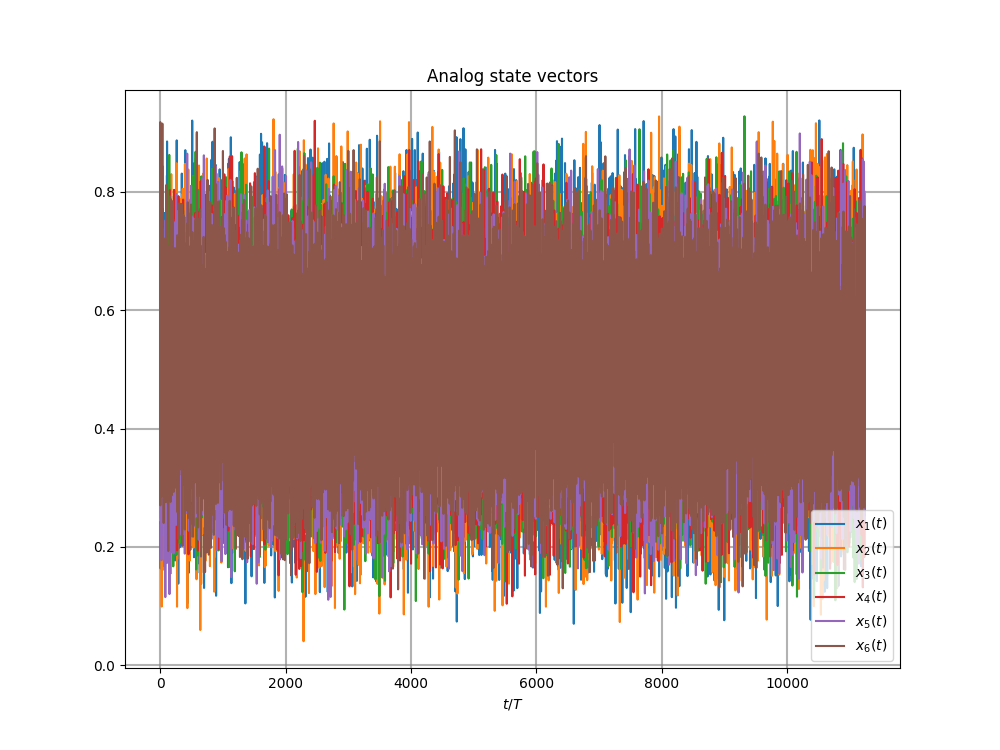 Analog state vectors
0.8
0.6
0.4
0.2
0.0
0 2000 4000 6000 8000 10000
t/T
x₁(t)
x₂(t)
x₃(t)
x₄(t)
x₅(t)
x₆(t)